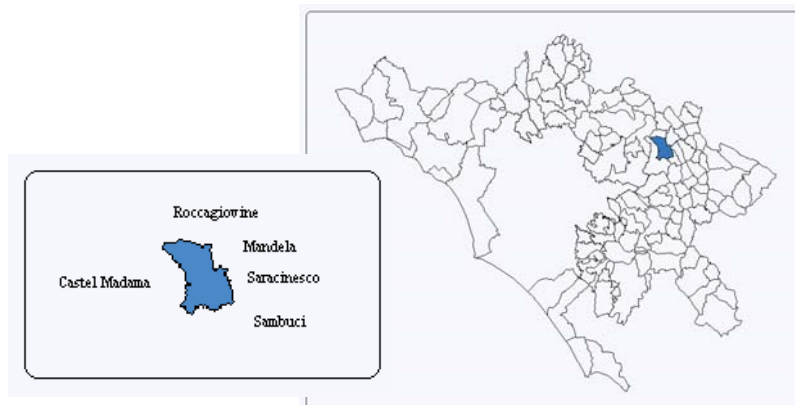 Roccagiovine
Mandela
Castel Madama
Saracinesco
Sambuci